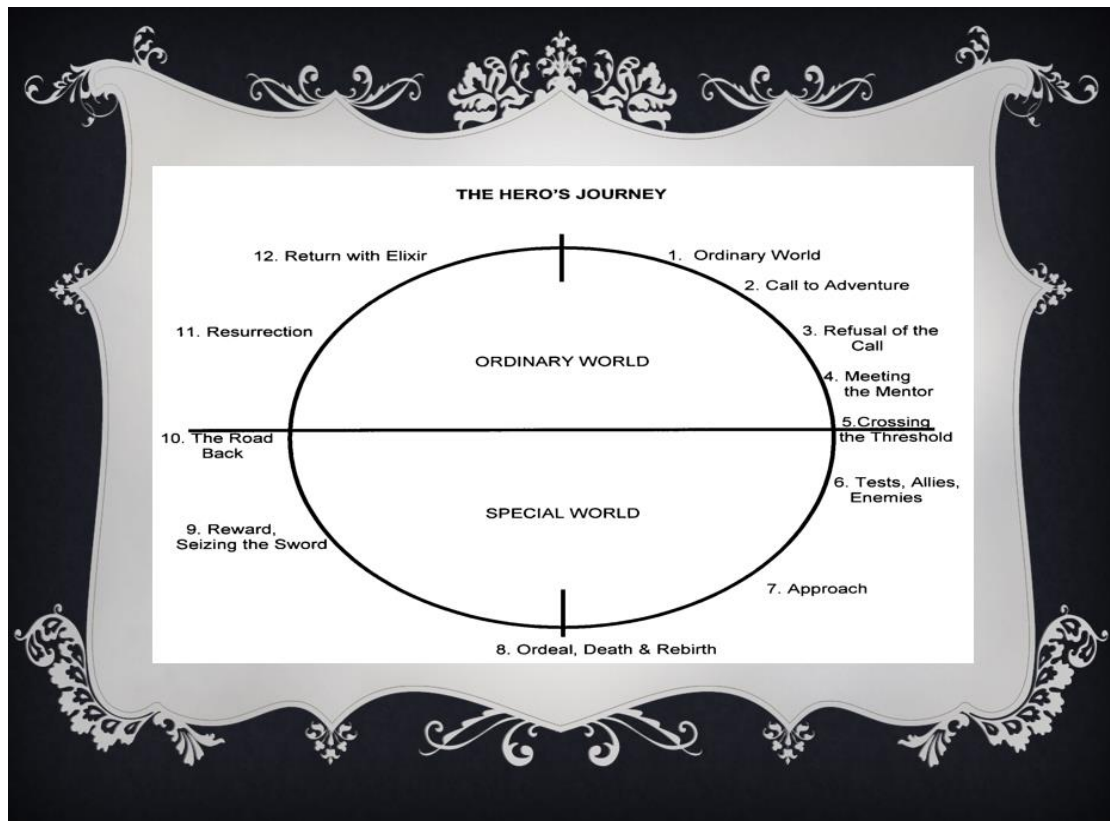 THE HERO'S JOURNEY
12. Return with Elixir
1. Ordinary World
2. Call to Adventure
11. Resurrection
3. Refusal of the
Call
ORDINARY WORLD
4. Meeting
the Mentor
5.Crossing
the Threshold
10. The Road
Back
6. Tests, Allies,
Enemies
SPECIAL WORLD
9. Reward,
Seizing the Sword
7. Approach
8. Ordeal, Death & Rebirth